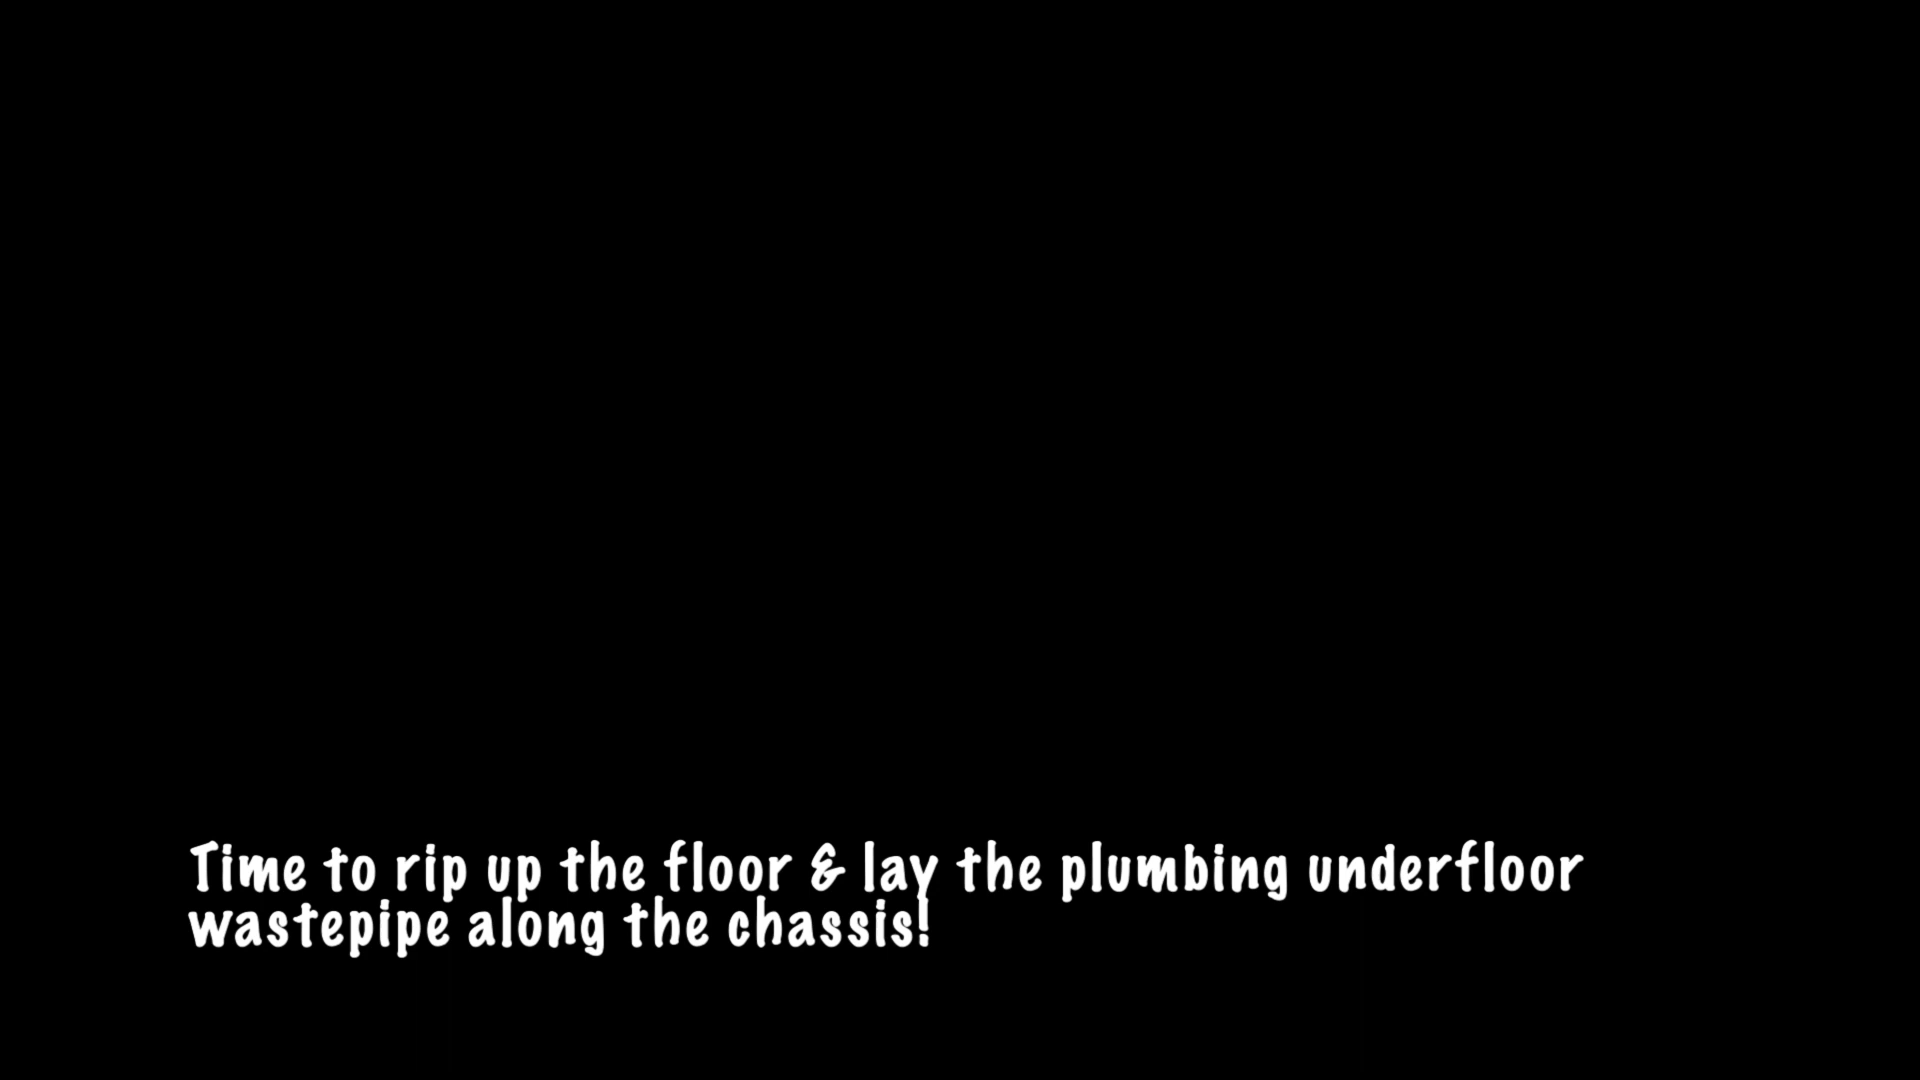 Time to rip up the floor & lay the plumbing underfloor
wastepipe along the chassis!